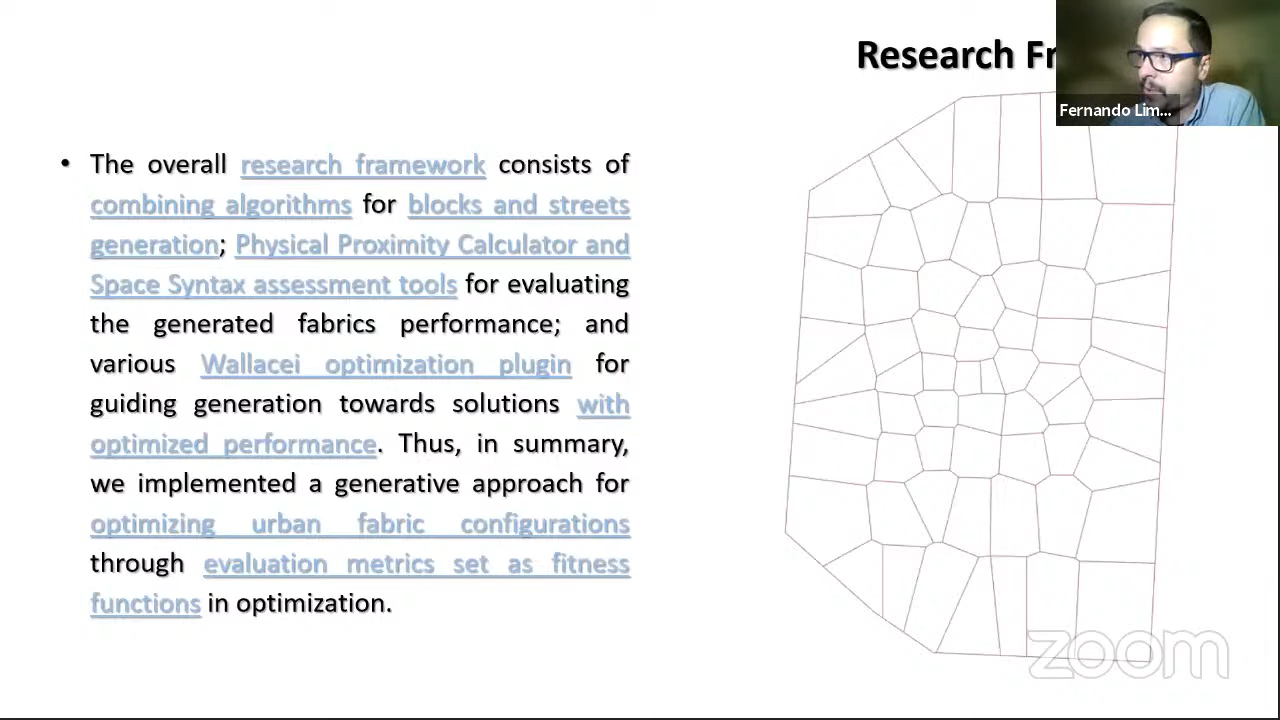 Research Fr
Fernando Lim...
• The overall research framework consists of
combining algorithms for blocks and streets
generation; Physical Proximity Calculator and
Space Syntax assessment tools for evaluating
the generated fabrics performance; and
various Wallacei optimization plugin for
guiding generation towards solutions with
optimized performance. Thus, in summary,
we implemented a generative approach for
optimizing urban fabric configurations
through evaluation metrics set as fitness
functions in optimization.
zoom